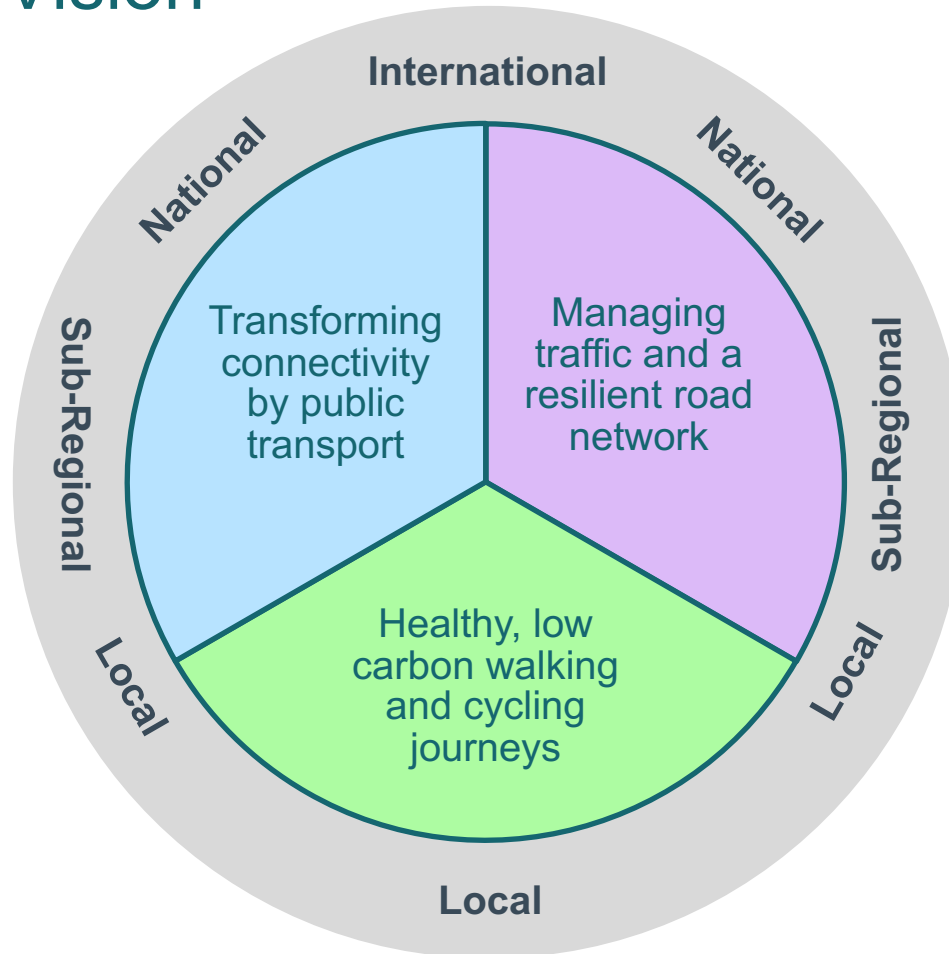 Vision
International
National
National
Sub-Regional
Sub-Regional
Transforming
connectivity
by public
transport
Managing
traffic and a
resilient road
network
Healthy, low
carbon walking
and cycling
journeys
Local
Local
Local